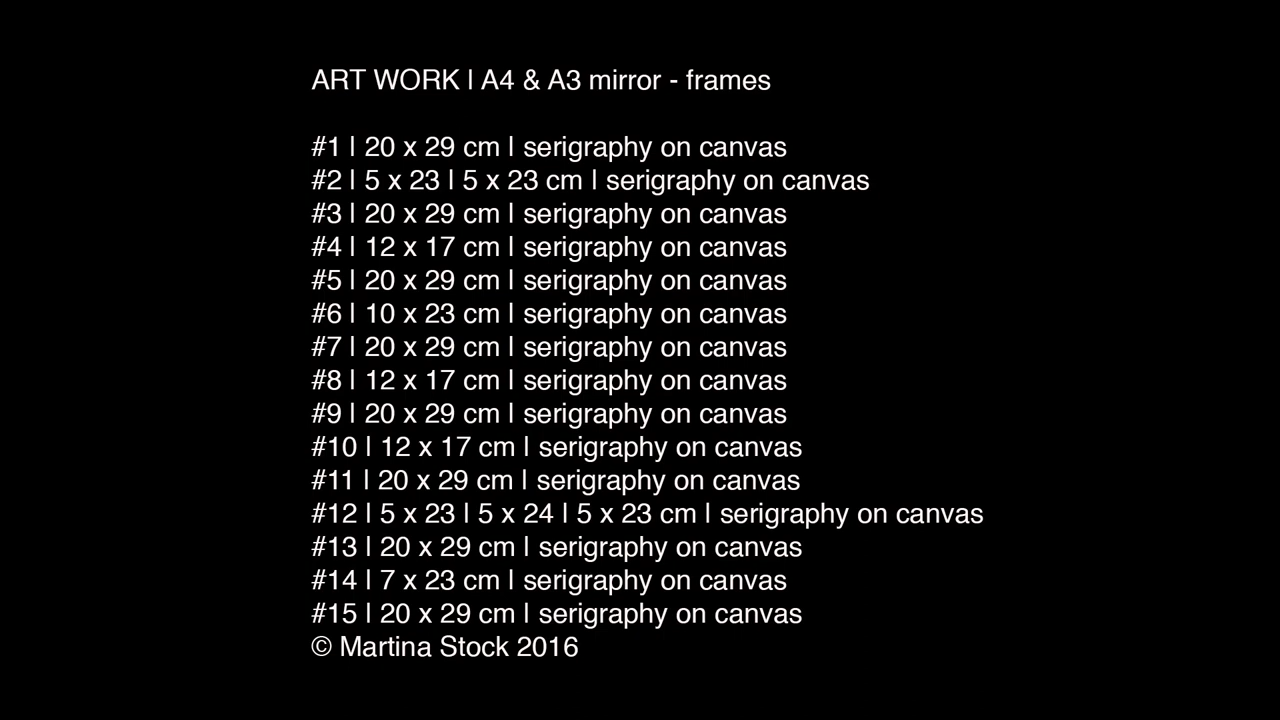 ART WORK | A4 & A3 mirror - frames
#1 | 20 x 29 cm | serigraphy on canvas
#2 | 5 x 23 | 5 x 23 cm | serigraphy on canvas
#3 | 20 x 29 cm | serigraphy on canvas
#4 | 12 x 17 cm | serigraphy on canvas
#5 | 20 x 29 cm | serigraphy on canvas
#6 | 10 x 23 cm | serigraphy on canvas
#7 | 20 x 29 cm | serigraphy on canvas
#8 | 12 x 17 cm | serigraphy on canvas
#9 | 20 x 29 cm | serigraphy on canvas
#10 | 12 x 17 cm | serigraphy on canvas
#11 | 20 x 29 cm | serigraphy on canvas
#12 | 5 x 23 | 5 x 24 | 5 x 23 cm | serigraphy on canvas
#13 | 20 x 29 cm | serigraphy on canvas
#14 | 7 x 23 cm | serigraphy on canvas
#15 | 20 x 29 cm | serigraphy on canvas
© Martina Stock 2016